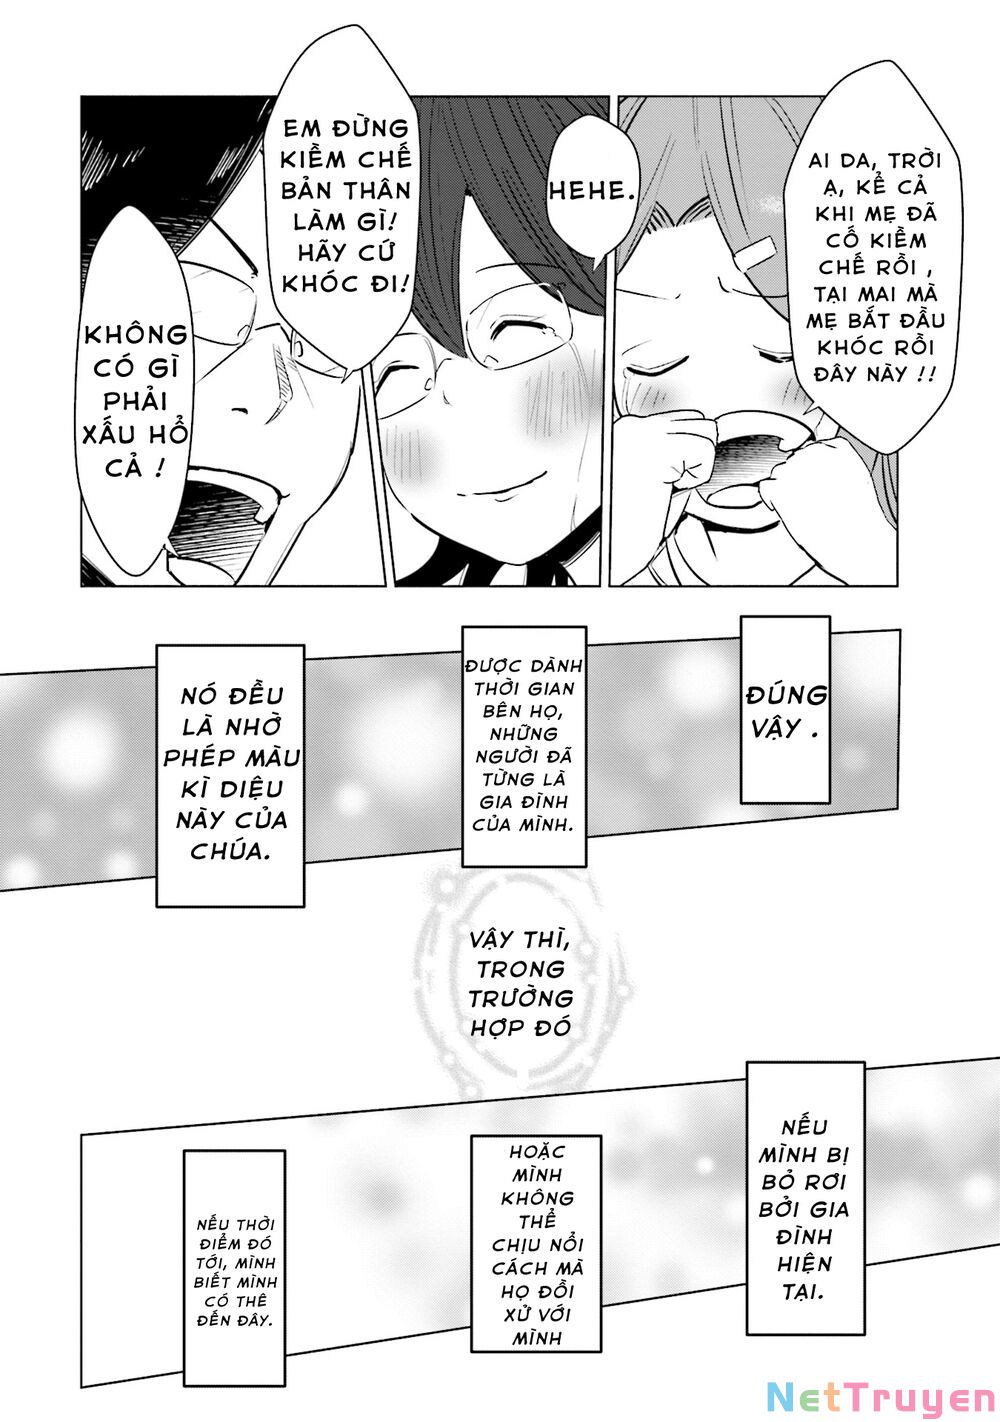 AI DA, TRỜI
Ạ, KỂ CẢ
KHI MẸ ĐÃ
CỐ KIỀM
CHẾ RỒI ,
TẠI MAI MÀ
MẸ BẮT ĐẦU
KHÓC RỒI
ĐÂY NÀY !!
HEHE.
EM ĐỪNG
KIỀM CHẾ
BẢN THÂN
LÀM GÌ!
HÃY CỨ
KHÓC ĐI!
KHÔNG
CÓ GÌ
PHẢI
XẤU HỔ
CẢ !
ĐÚNG
VẬY .
ĐƯỢC DÀNH
THỜI GIAN
BÊN HỌ,
NHỮNG
NGƯỜI ĐÃ
TỪNG LÀ
GIA ĐÌNH
CỦA MÌNH.
NÓ ĐỀU
LÀ NHỜ
PHÉP MÀU
KÌ DIỆU
NÀY CỦA
CHÚA.
VẬY THÌ,
TRONG
TRƯỜNG
HỢP ĐÓ
NẾU
MÌNH BỊ
BỎ RƠI
BỞI GIA
ĐÌNH
HIỆN
TẠI.
HOẶC
MÌNH
KHÔNG
THỂ
CHỊU NỔI
CÁCH MÀ
HỌ ĐỐI
XỬ VỚI
MÌNH
NẾU THỜI
ĐIỂM ĐÓ
TỚI, MÌNH
BIẾT MÌNH
CÓ THÊ
ĐẾN ĐÂY.
NetTruyen